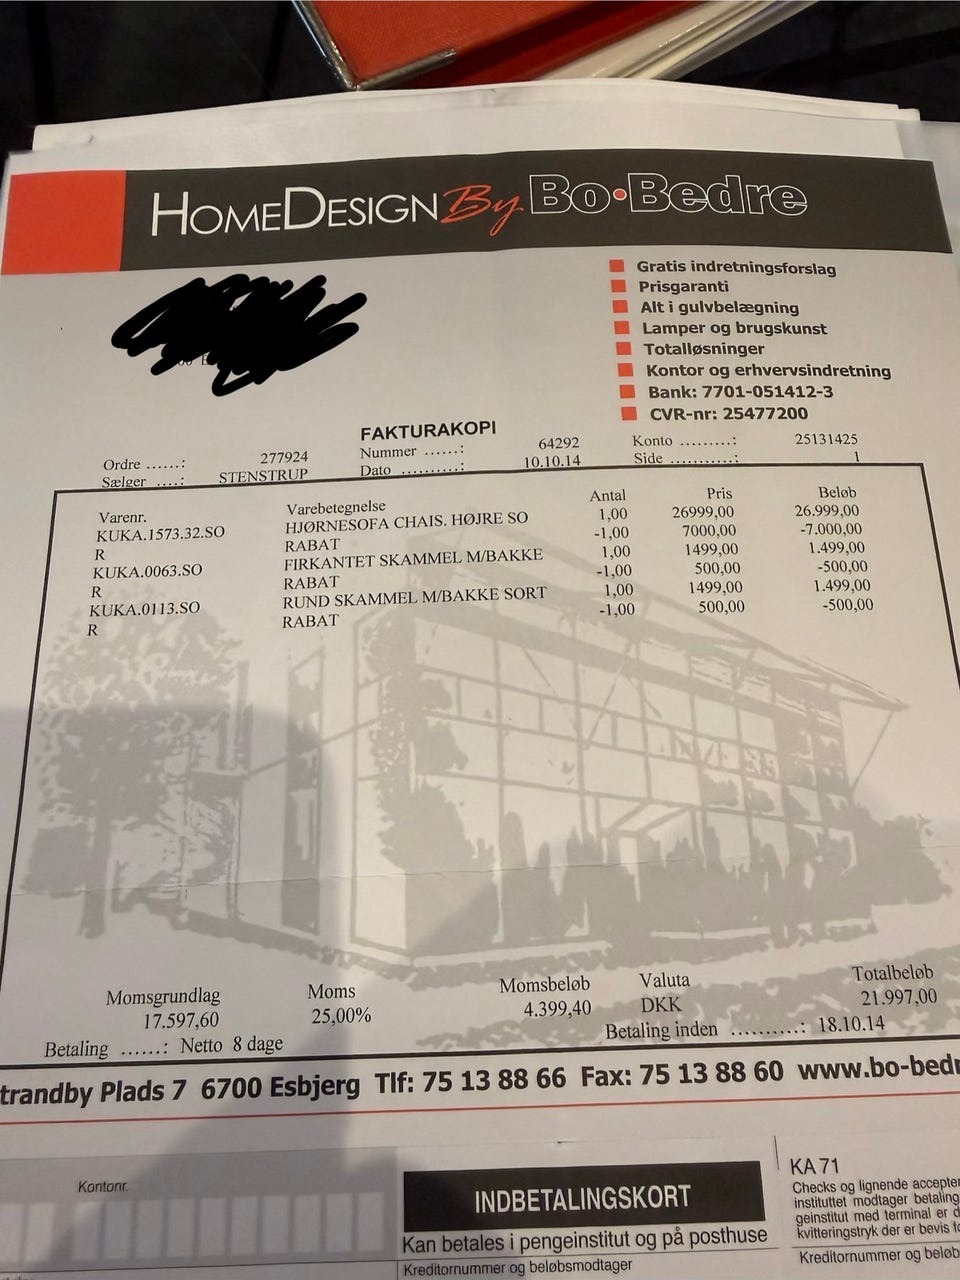 HOMEDESIGN By Bo•Bedre
Gratis indretningsforslag
Prisgaranti
Alt i gulvbelægning
Lamper og brugskunst
Totalløsninger
Kontor og erhvervsindretning
Bank: 7701-051412-3
CVR-nr: 25477200
FAKTURAKOPI
Ordre ......: 277924 Nummer ......: 64292 Konto .........: 25131425
Sælger ....: STENSTRUP Dato ..........: 10.10.14 Side ..........: 1
Varenr. Varebetegnelse Antal Pris Beløb
KUKA.1573.32.SO HJØRNESOFA CHAIS. HØJRE SO 1,00 26999,00 26.999,00
R RABAT -1,00 7000,00 -7.000,00
KUKA.0063.SO FIRKANTET SKAMMEL M/BAKKE 1,00 1499,00 1.499,00
R RABAT -1,00 500,00 -500,00
KUKA.0113.SO RUND SKAMMEL M/BAKKE SORT 1,00 1499,00 1.499,00
R RABAT -1,00 500,00 -500,00
Momsgrundlag Moms Momsbeløb Valuta Totalbeløb
17.597,60 25,00% 4.399,40 DKK 21.997,00
Betaling ......: Netto 8 dage Betaling inden ..........: 18.10.14
trandby Plads 7 6700 Esbjerg Tlf: 75 13 88 66 Fax: 75 13 88 60 www.bo-bedr
Kontonr.
INDBETALINGSKORT
Kan betales i pengeinstitut og på posthuse
Kreditornummer og beløbsmodtager
KA 71
Checks og lignende accepte
instituttet modtager betaling
geinstitut med terminal er d
kvitteringstryk der er bevis fo
Kreditornummer og beløb